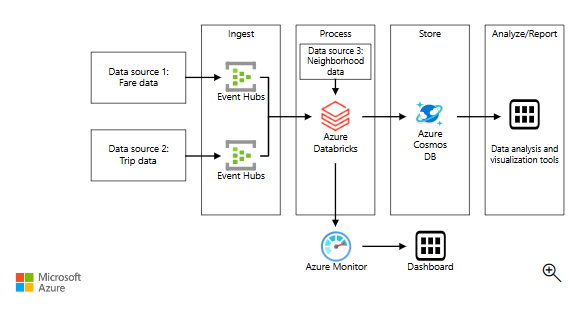 Ingest
Process
Store
Analyze/Report
Data source 1:
Fare data
Event Hubs
Data source 3:
Neighborhood
data
Data source 2:
Trip data
Event Hubs
Azure
Databricks
Azure
Cosmos
DB
Data analysis and
visualization tools
Azure Monitor
Dashboard
Microsoft
Azure